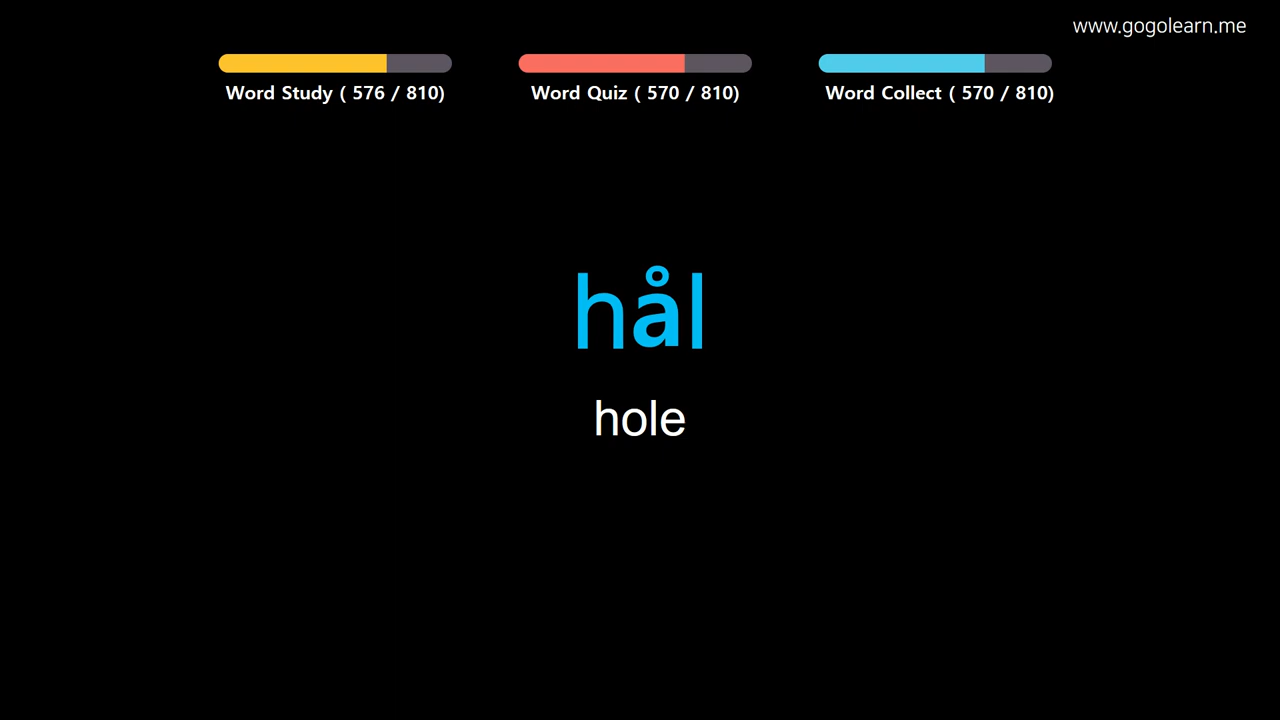 www.gogolearn.me
Word Study ( 576 / 810)
Word Quiz ( 570 / 810)
Word Collect ( 570 / 810)
hål
hole